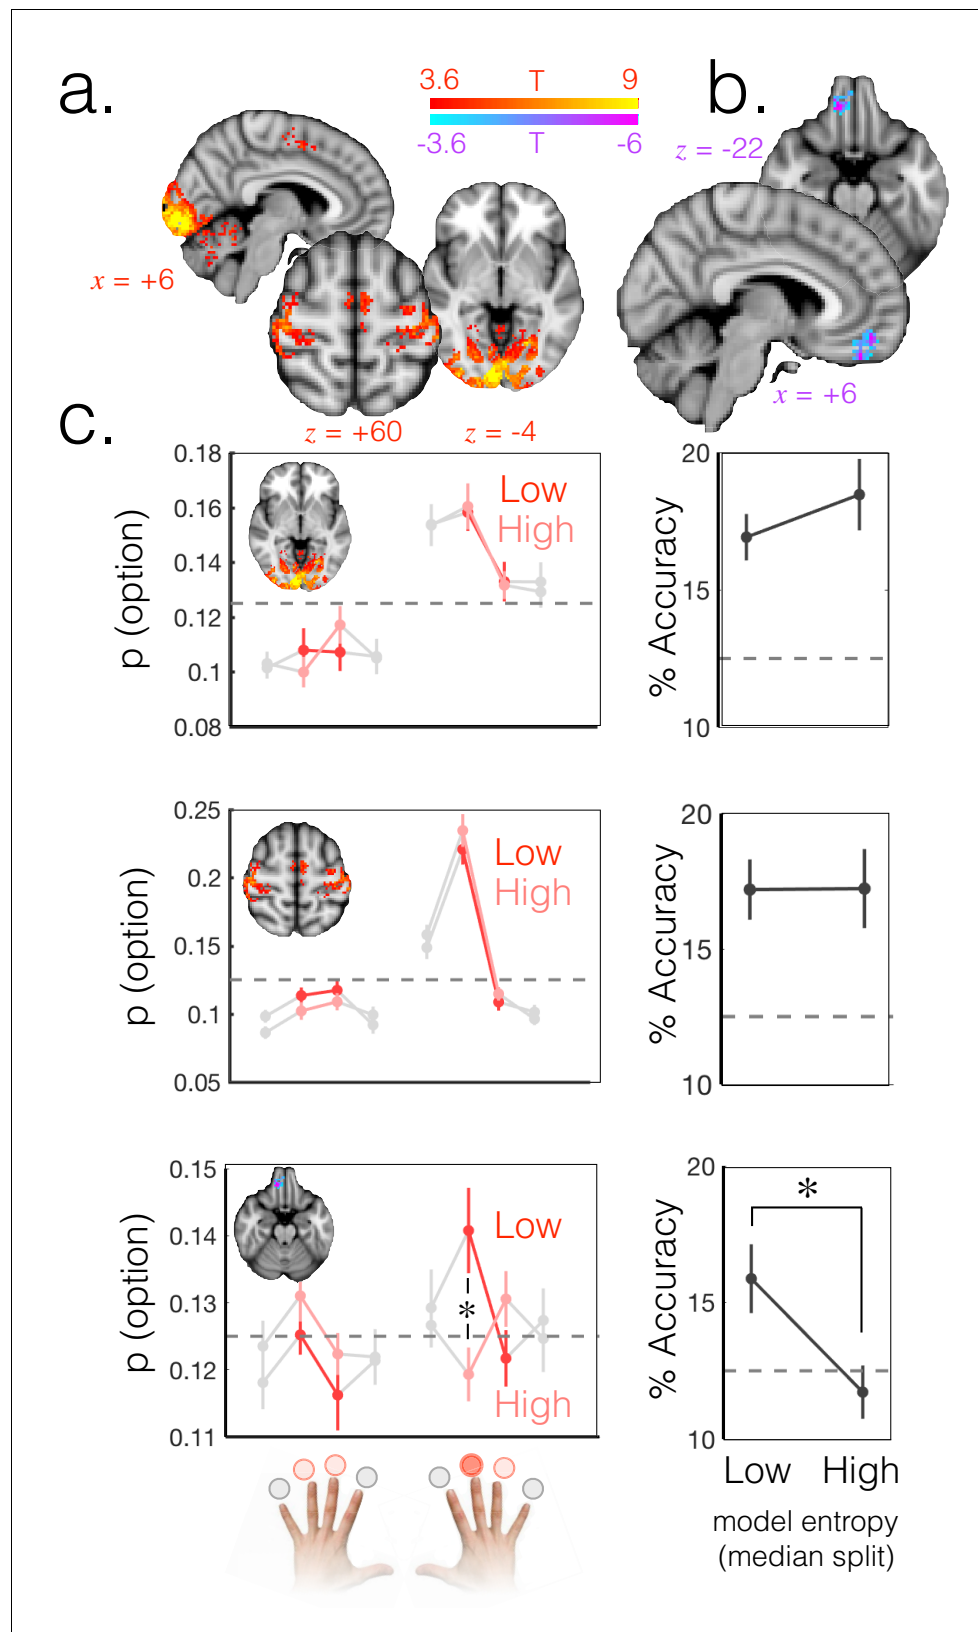 a.
3.6 T 9
-3.6 T -6
b.
z = -22
x = +6
x = +6
z = +60
z = -4
c.
0.18
0.16
0.14
0.12
0.1
0.08
p (option)
Low
High
20
15
10
% Accuracy
0.25
0.2
0.15
0.1
0.05
p (option)
Low
High
20
15
10
% Accuracy
0.15
0.14
0.13
0.12
0.11
p (option)
Low
*
High
20
15
10
% Accuracy
*
Low High
model entropy
(median split)